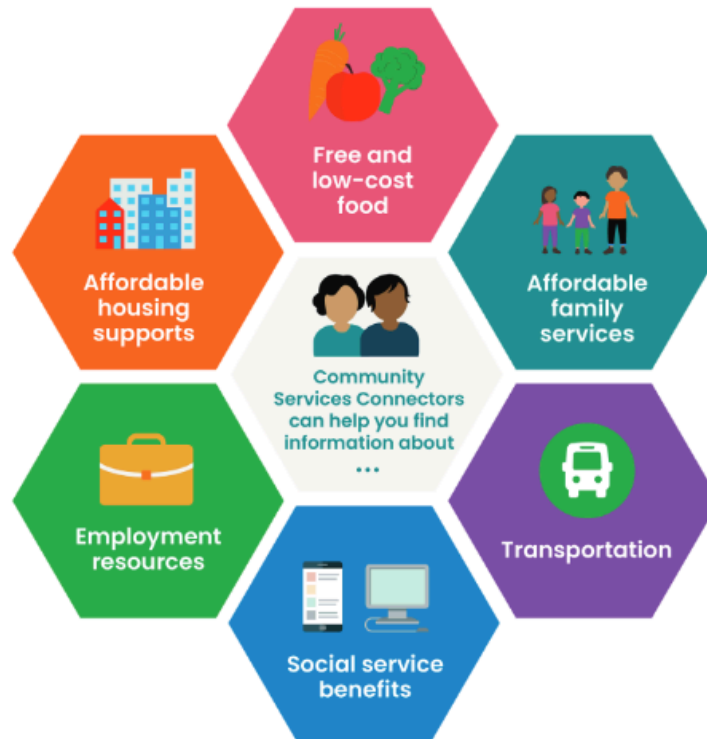 Free and
low-cost
food
Affordable
housing
supports
Affordable
family
services
Community
Services Connectors
can help you find
information about
...
Employment
resources
Transportation
Social service
benefits